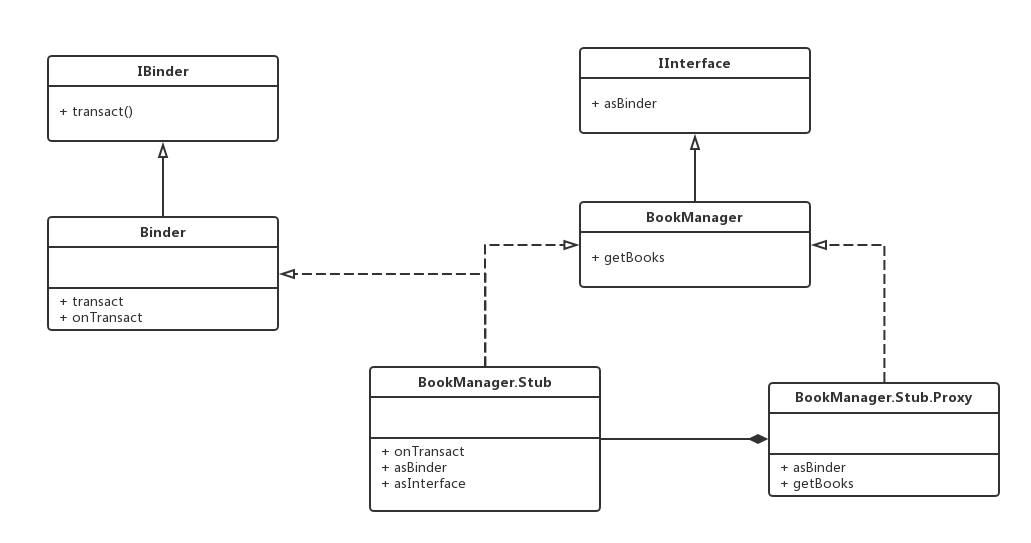 IBinder
+ transact()
IInterface
+ asBinder
Binder
+ transact
+ onTransact
BookManager
+ getBooks
BookManager.Stub
+ onTransact
+ asBinder
+ asInterface
BookManager.Stub.Proxy
+ asBinder
+ getBooks